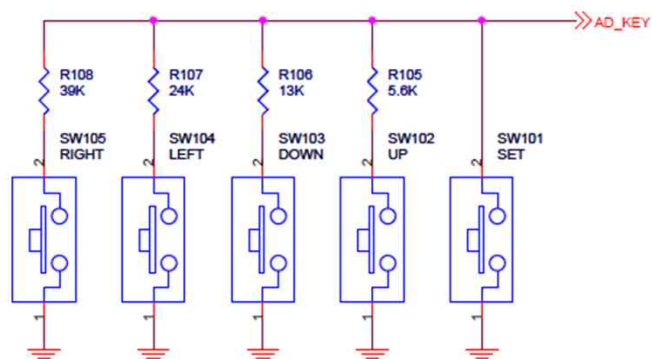 AD_KEY
R108
39K
R107
24K
R106
13K
R105
5.6K
SW105
RIGHT
SW104
LEFT
SW103
DOWN
SW102
UP
SW101
SET
2
2
2
2
2
1
1
1
1
1